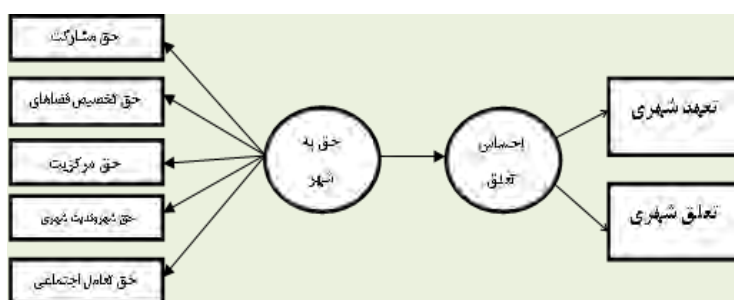 حق مشارکت
حق تخصیص فضاهای
حق مرکزیت
حق شهروندیت شهری
حق تعامل اجتماعی
حق به
شهر
احساس
تعلق
تعهد شهری
تعلق شهری